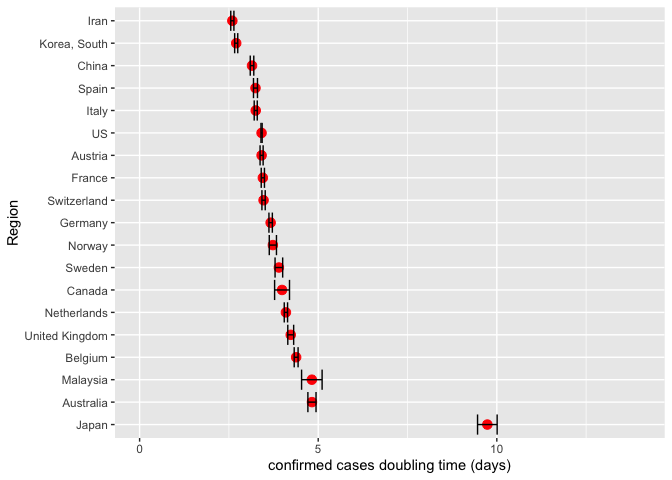 Iran
Korea, South
China
Spain
Italy
US
Austria
France
Switzerland
Germany
Norway
Sweden
Canada
Netherlands
United Kingdom
Belgium
Malaysia
Australia
Japan
Region
0 5 10
confirmed cases doubling time (days)